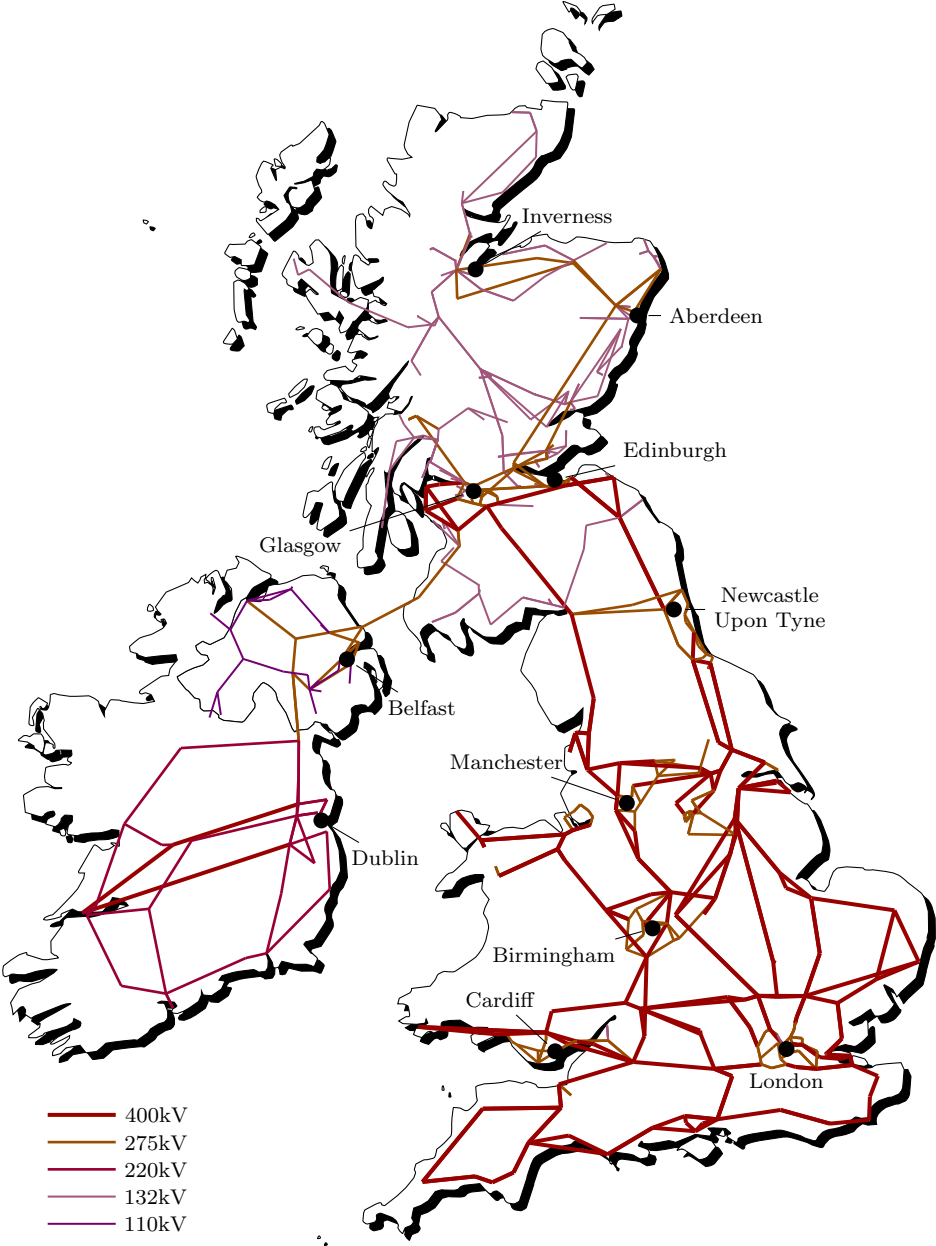 Inverness
Aberdeen
Edinburgh
Glasgow
Newcastle
Upon Tyne
Belfast
Manchester
Dublin
Birmingham
Cardiff
London
400kV
275kV
220kV
132kV
110kV